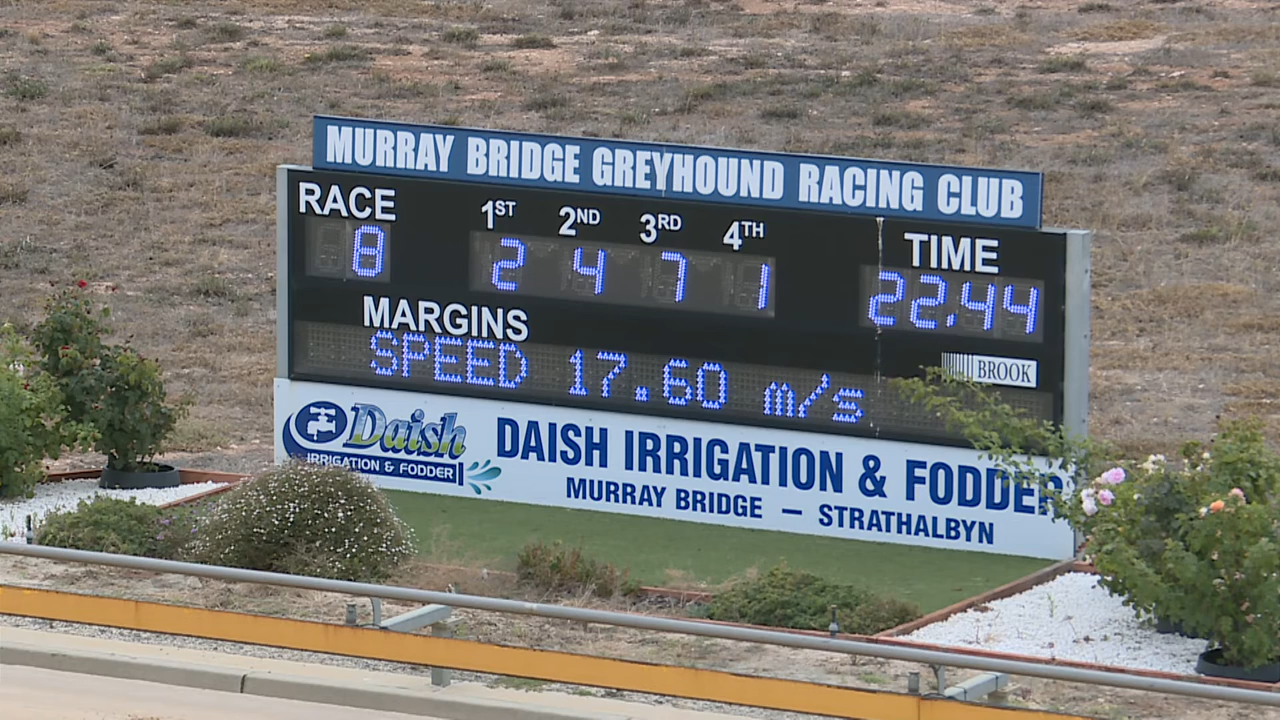 MURRAY BRIDGE GREYHOUND RACING CLUB
RACE 1ST 2ND 3RD 4TH TIME
8 2 4 7 1 22.44
MARGINS
SPEED 17.60 m/s
BROOK
Daish
IRRIGATION & FODDER
DAISH IRRIGATION & FODDER
MURRAY BRIDGE – STRATHALBYN